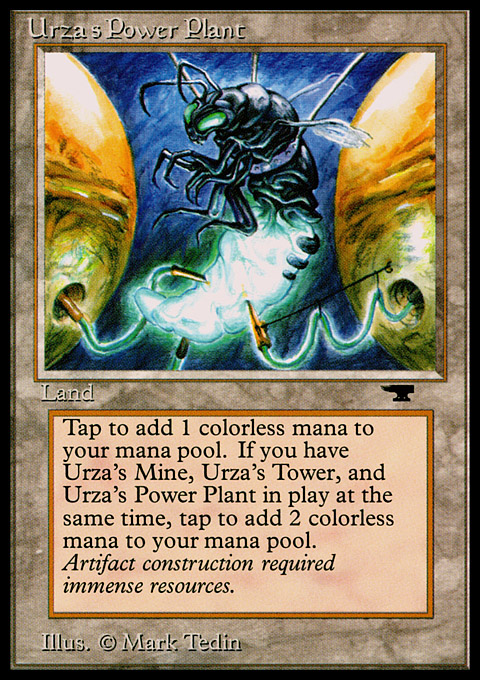 Urza's Power Plant
Land
Tap to add 1 colorless mana to
your mana pool. If you have
Urza's Mine, Urza's Tower, and
Urza's Power Plant in play at the
same time, tap to add 2 colorless
mana to your mana pool.
Artifact construction required
immense resources.
Illus. © Mark Tedin